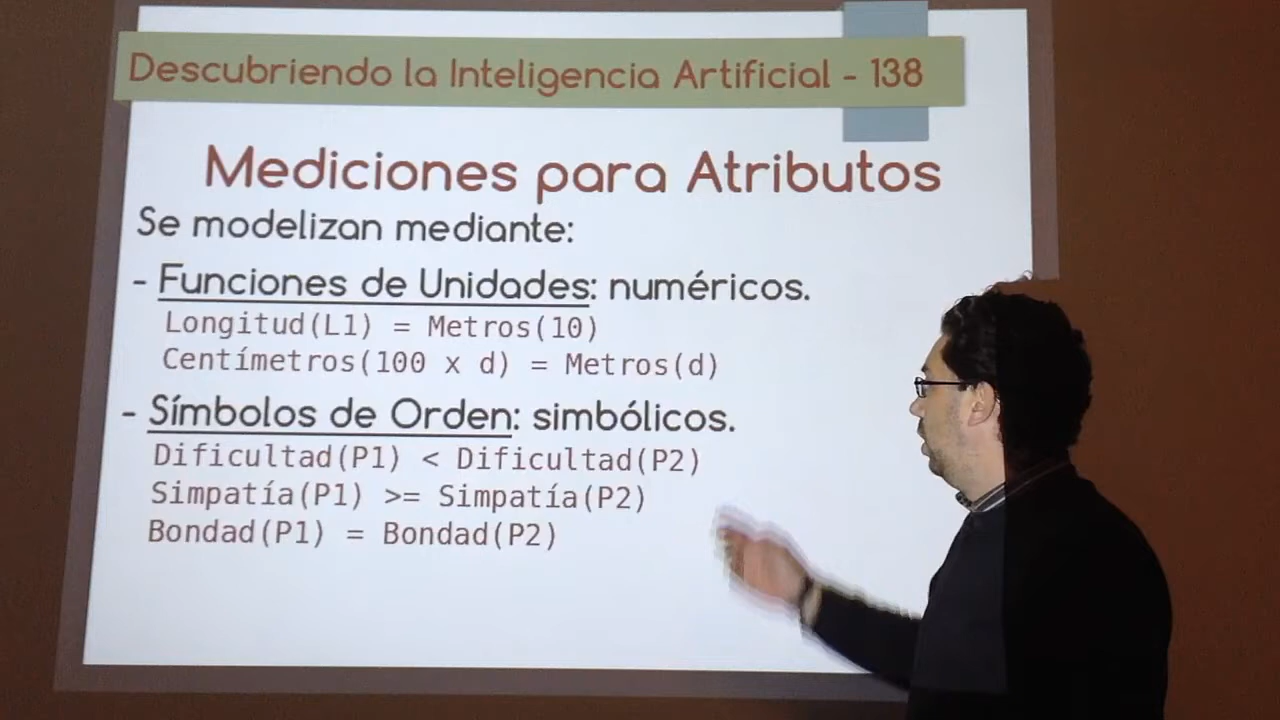 Descubriendo la Inteligencia Artificial - 138
Mediciones para Atributos
Se modelizan mediante:
- Funciones de Unidades: numéricos.
Longitud(L1) = Metros(10)
Centímetros(100 x d) = Metros(d)
- Símbolos de Orden: simbólicos.
Dificultad(P1) < Dificultad(P2)
Simpatía(P1) >= Simpatía(P2)
Bondad(P1) = Bondad(P2)